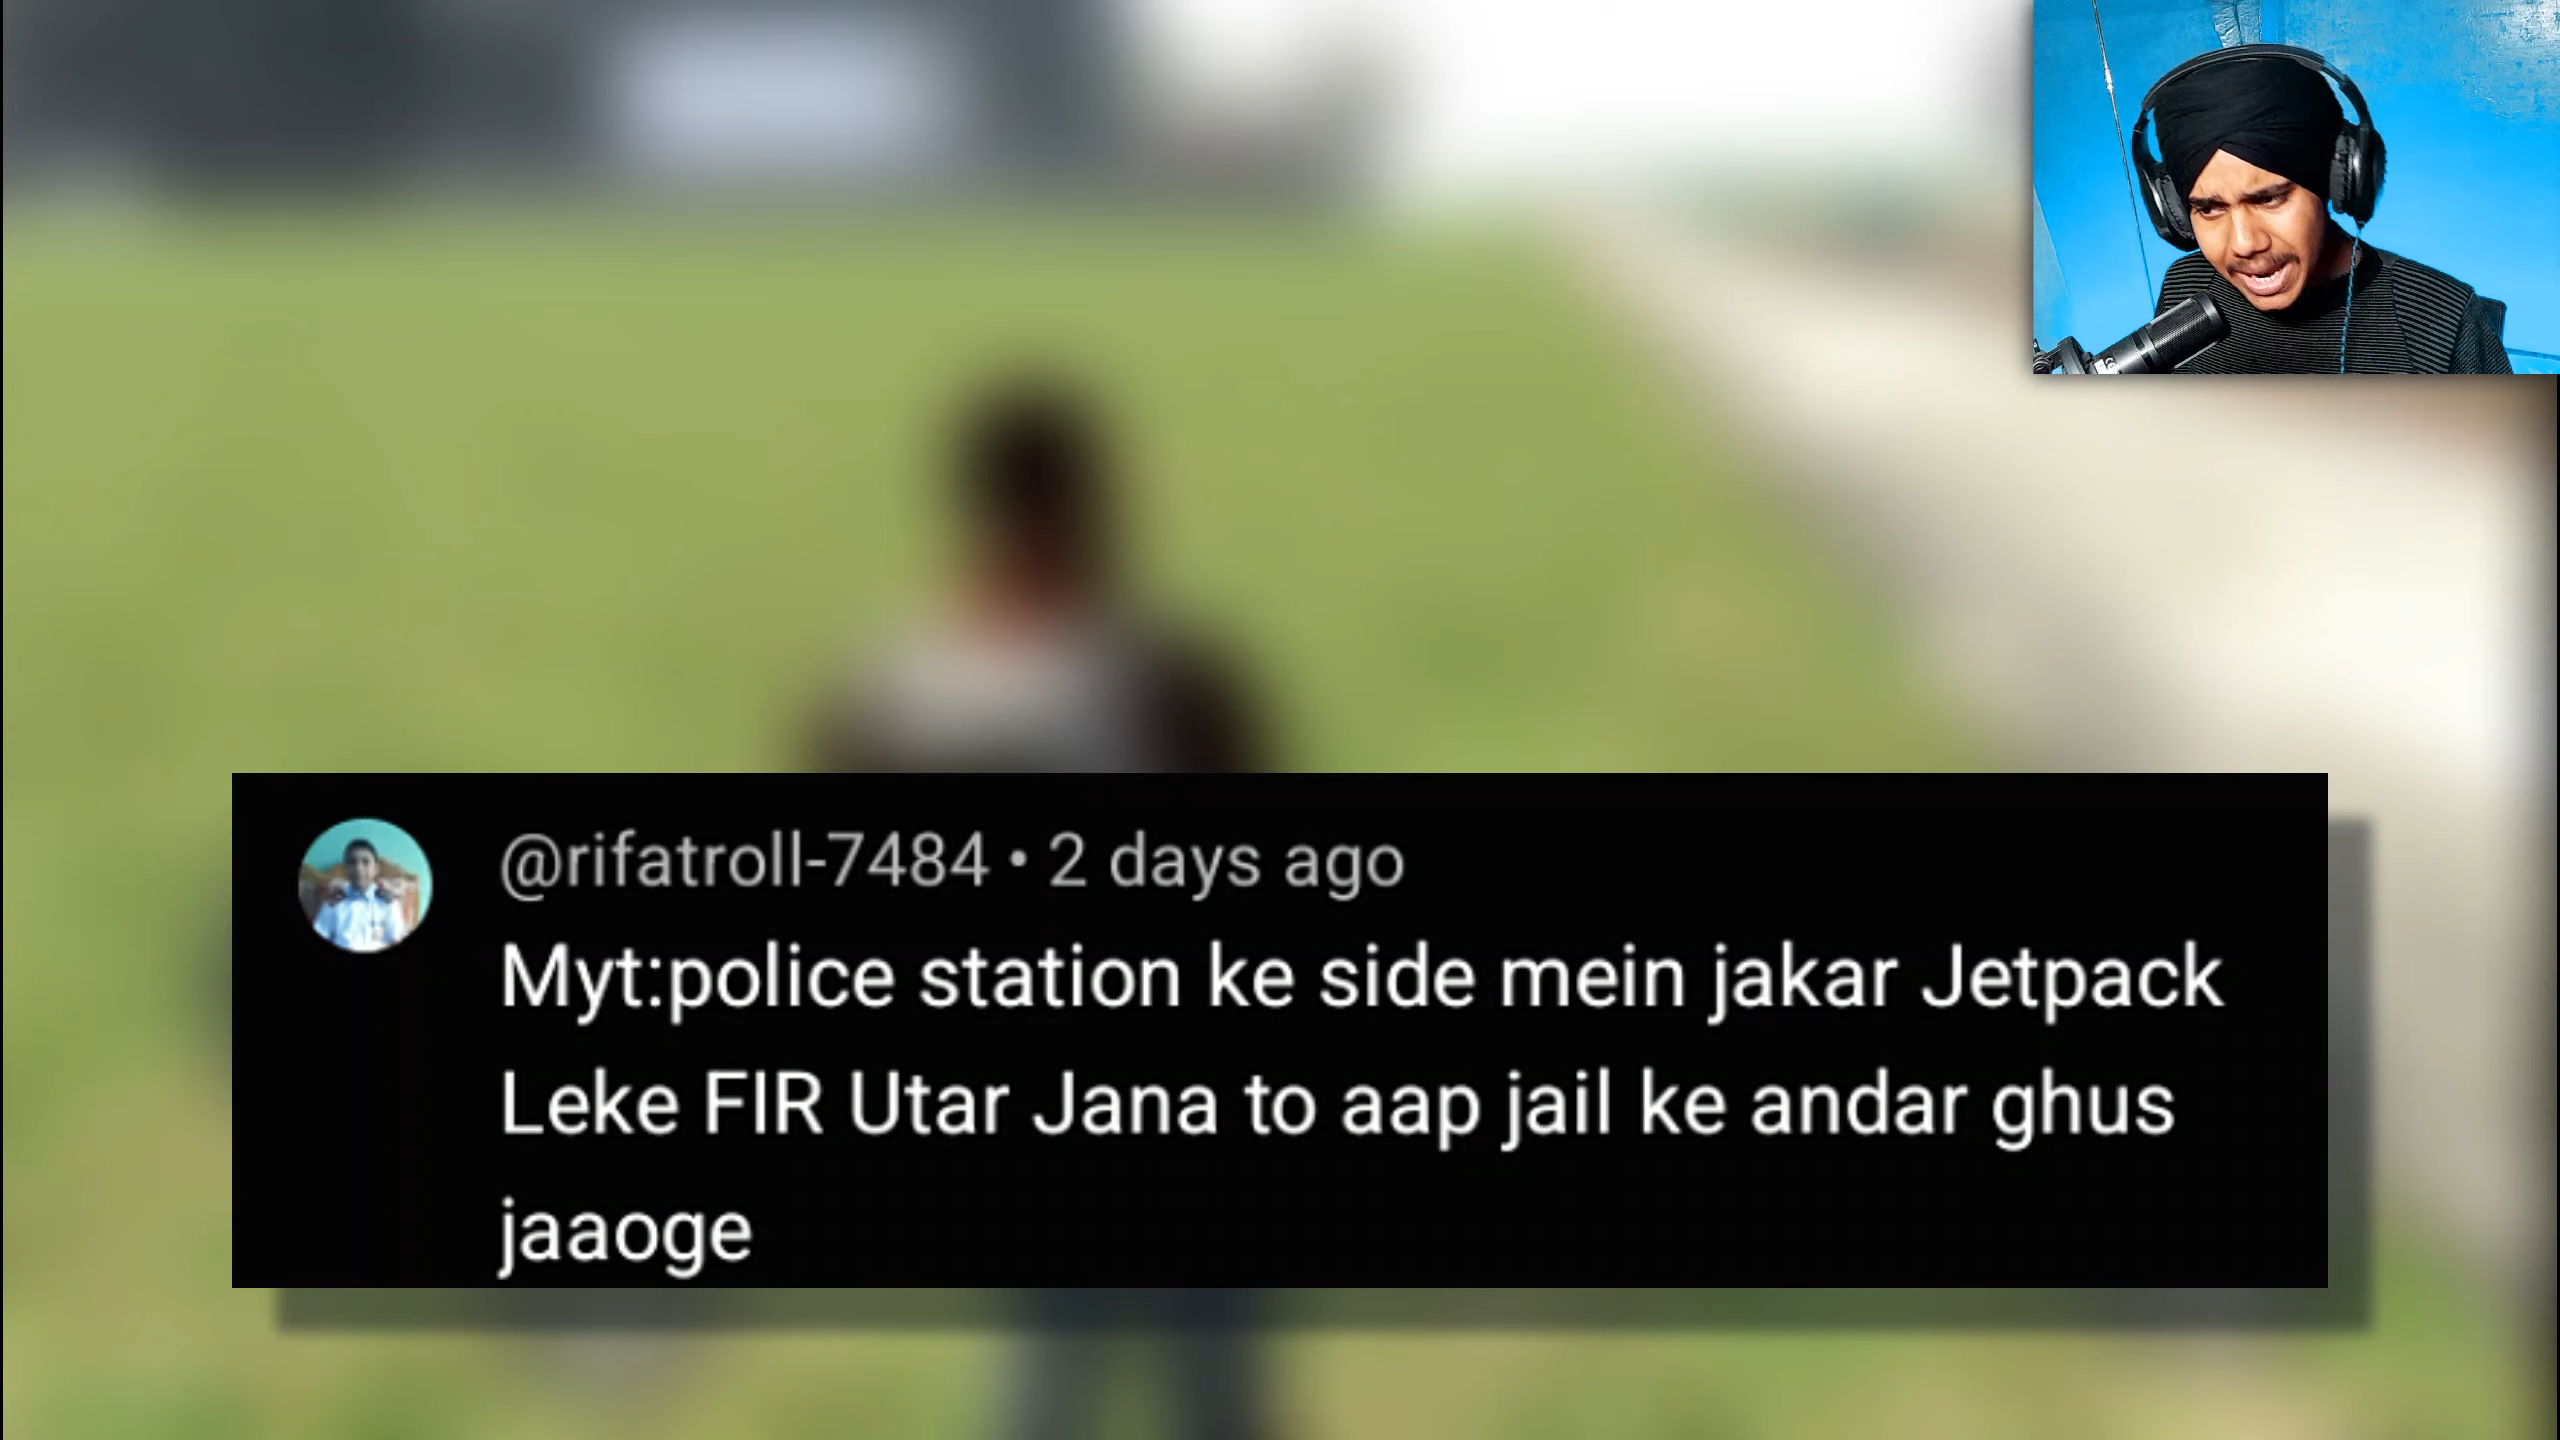 @rifatroll-7484 • 2 days ago
Myt:police station ke side mein jakar Jetpack
Leke FIR Utar Jana to aap jail ke andar ghus
jaaoge